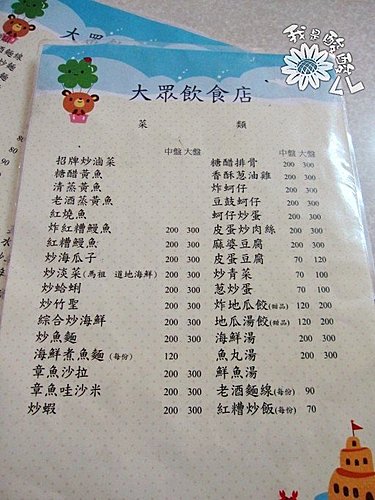 大眾飲食店
菜 類
中盤 大盤
招牌炒滷菜
糖醋黃魚
清蒸黃魚
老酒蒸黃魚
紅燒魚
炸紅糟鰻魚 200 300
紅糟鰻魚 200 300
炒海瓜子 200 300
炒淡菜(馬祖 道地海鮮) 200 300
炒蛤蜊 200 300
炒竹聖 200 300
綜合炒海鮮 200 300
炒魚麵 200 300
海鮮煮魚麵(每份) 120
章魚沙拉 200 300
章魚哇沙米 200 300
炒蝦 200 300
中盤 大盤
糖醋排骨 200 300
香酥蔥油雞 200 300
炸蚵仔 200 300
豆鼓蚵仔 200 300
蚵仔炒蛋 200 300
皮蛋炒肉絲 200 300
麻婆豆腐 200 300
皮蛋豆腐 70 120
炒青菜 70 100
蔥炒蛋 70 100
炸地瓜餃(甜品) 120 200
地瓜湯餃(甜品) 120 200
海鮮湯 200 300
魚丸湯 200 300
鮮魚湯
老酒麵線(每份) 90
紅糟炒飯(每份) 70